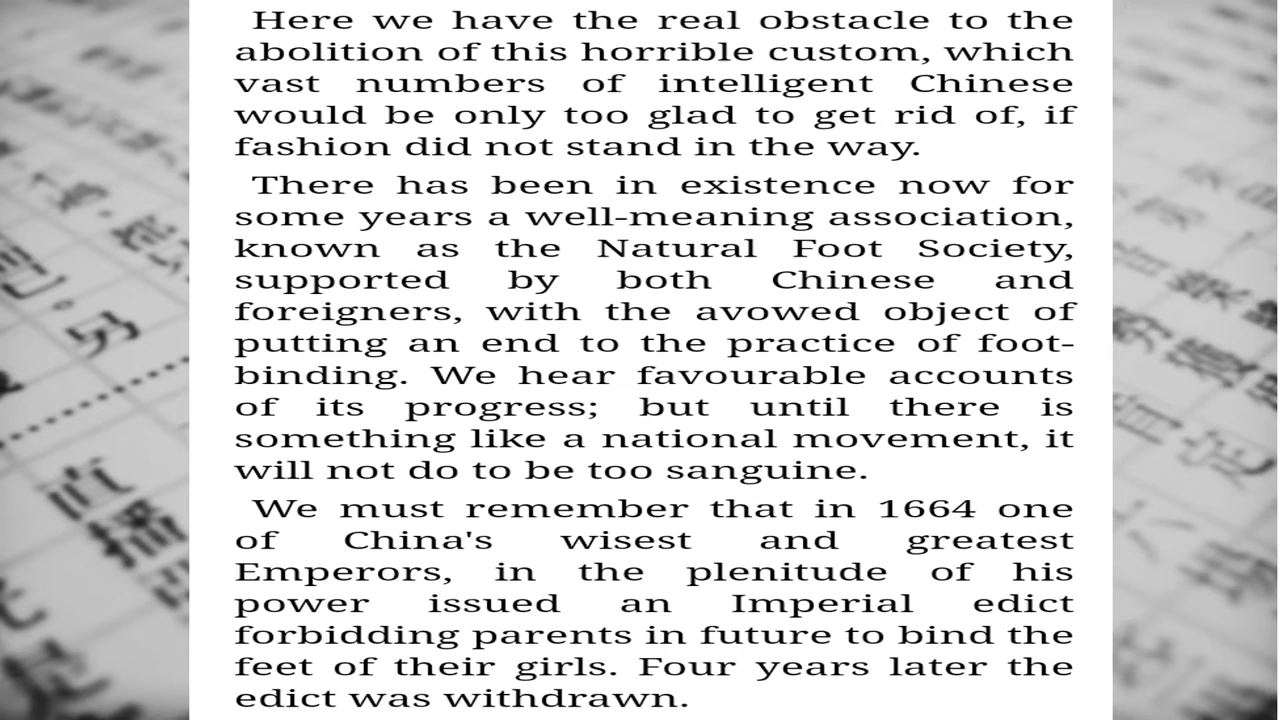 Here we have the real obstacle to the
abolition of this horrible custom, which
vast numbers of intelligent Chinese
would be only too glad to get rid of, if
fashion did not stand in the way.
There has been in existence now for
some years a well-meaning association,
known as the Natural Foot Society,
supported by both Chinese and
foreigners, with the avowed object of
putting an end to the practice of foot-
binding. We hear favourable accounts
of its progress; but until there is
something like a national movement, it
will not do to be too sanguine.
We must remember that in 1664 one
of China's wisest and greatest
Emperors, in the plenitude of his
power issued an Imperial edict
forbidding parents in future to bind the
feet of their girls. Four years later the
edict was withdrawn.